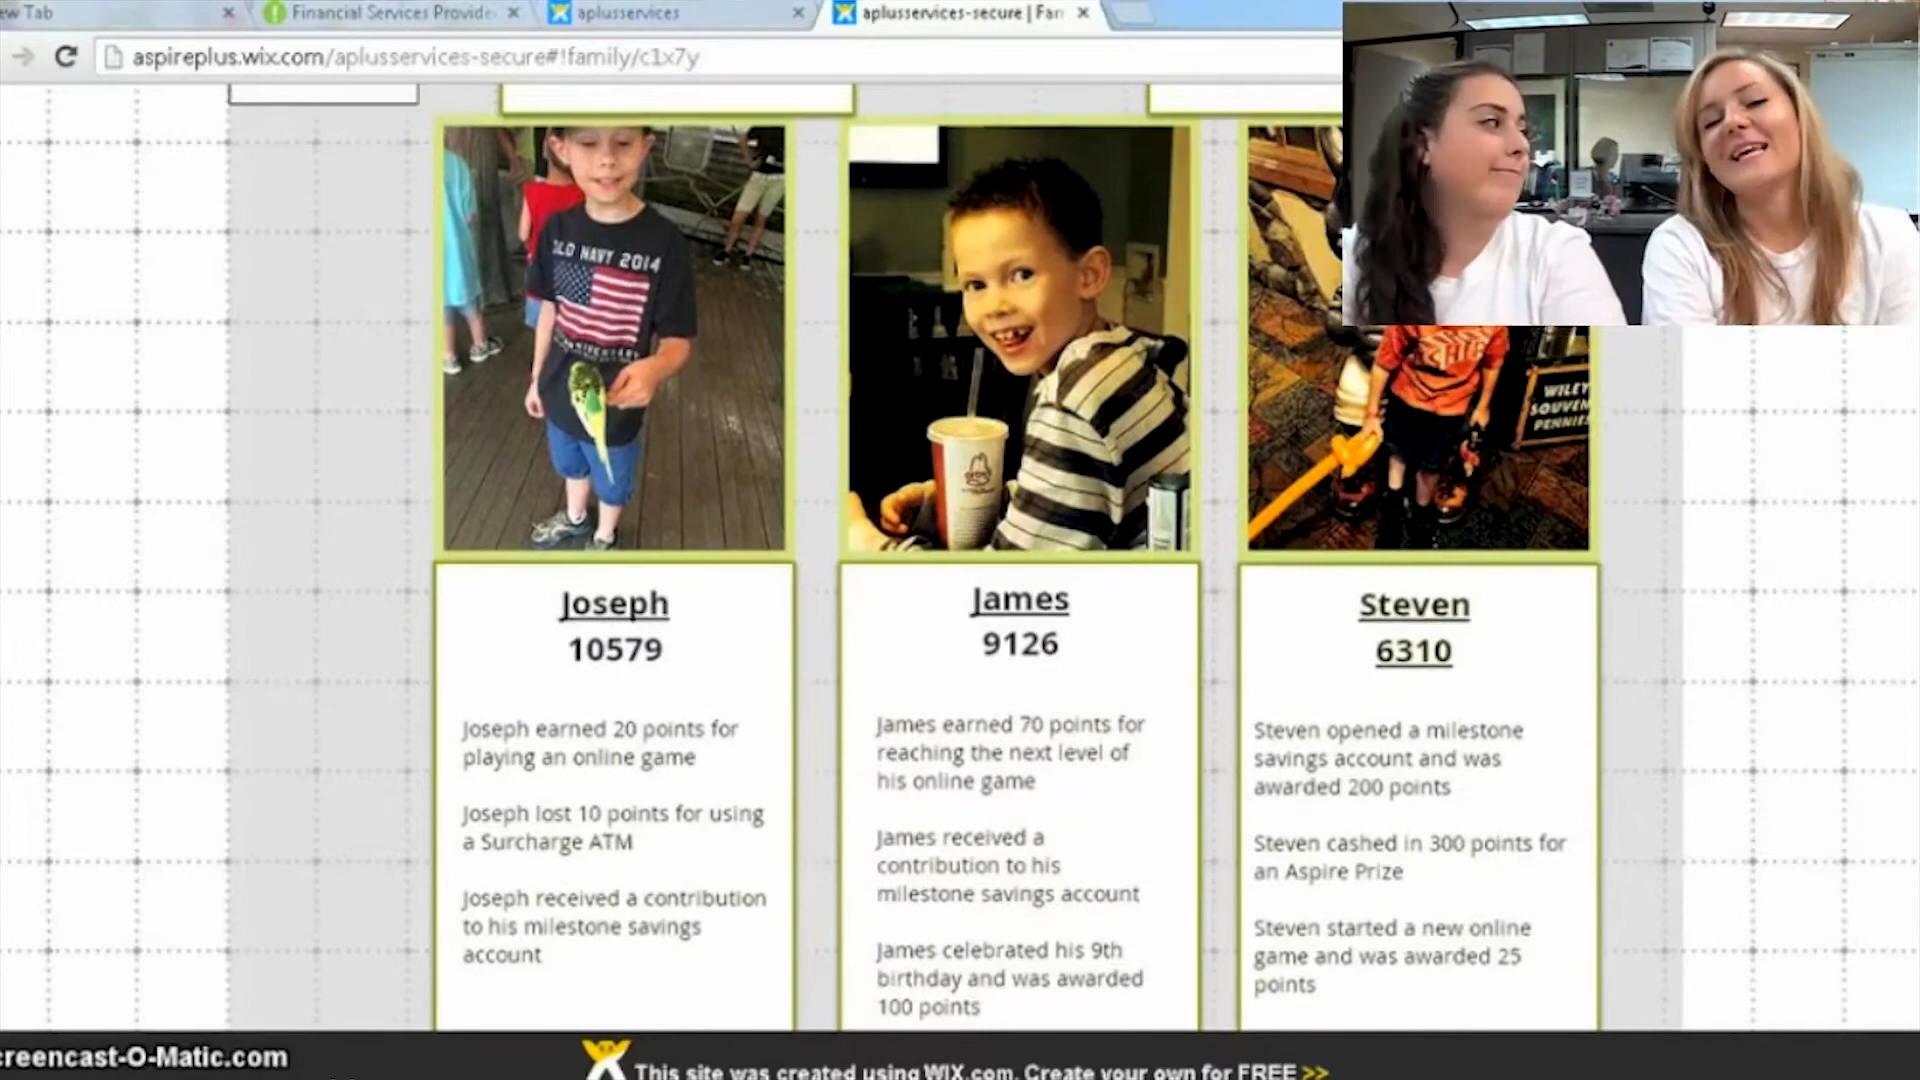 ew Tab
Financial Services Provide
aplusservices
aplusservices-secure | Fam
aspireplus.wix.com/aplusservices-secure#!family/c1x7y
OLD NAVY 2014
WILEY
SOUVEN
PENNIES
Joseph
10579
Joseph earned 20 points for
playing an online game
Joseph lost 10 points for using
a Surcharge ATM
Joseph received a contribution
to his milestone savings
account
James
9126
James earned 70 points for
reaching the next level of
his online game
James received a
contribution to his
milestone savings account
James celebrated his 9th
birthday and was awarded
100 points
Steven
6310
Steven opened a milestone
savings account and was
awarded 200 points
Steven cashed in 300 points for
an Aspire Prize
Steven started a new online
game and was awarded 25
points
creencast-O-Matic.com
This site was created using WIX.com. Create your own for FREE >>